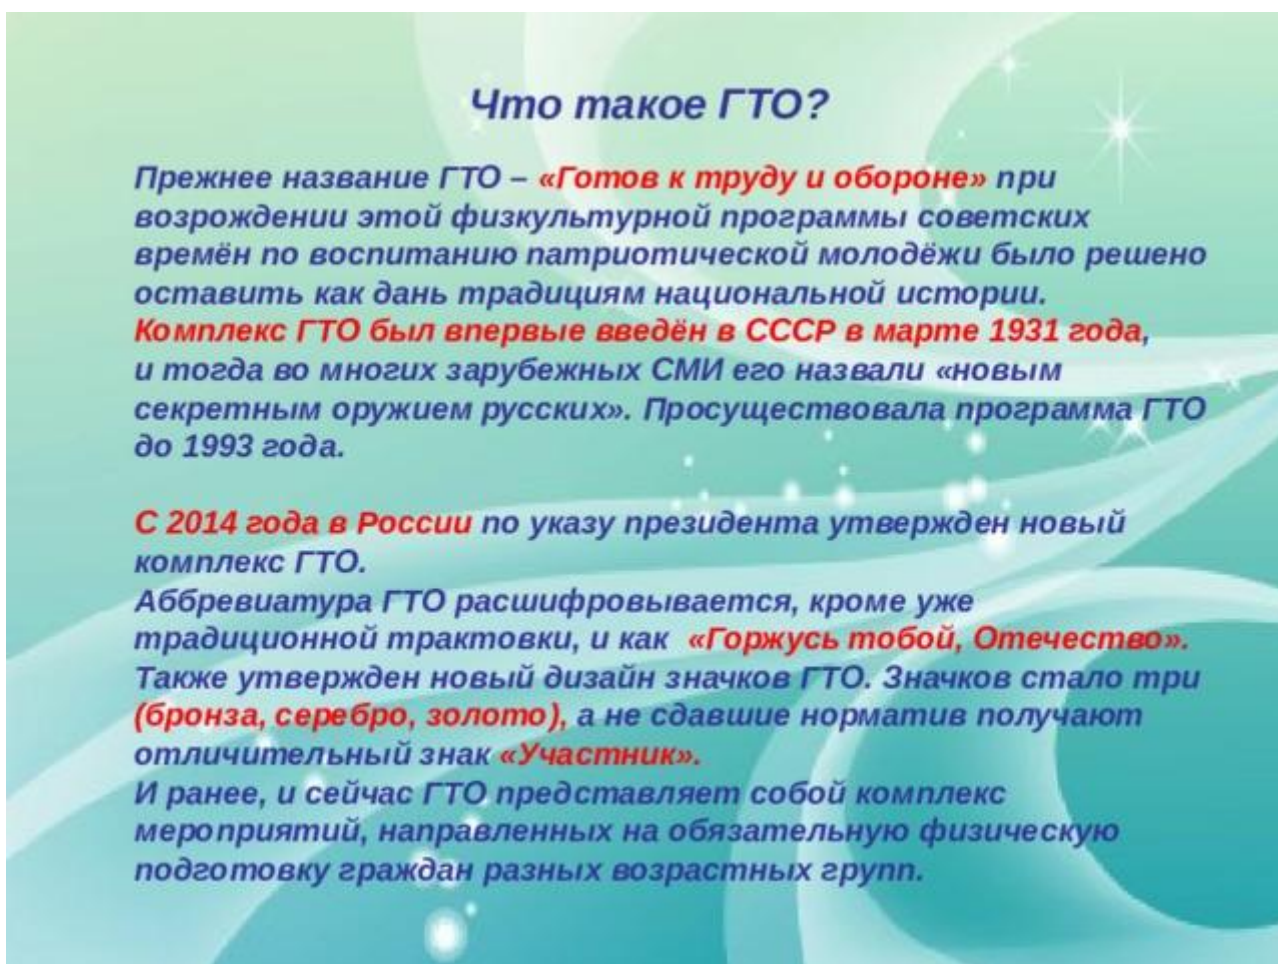 Что такое ГТО?
Прежнее название ГТО – «Готов к труду и обороне» при
возрождении этой физкультурной программы советских
времён по воспитанию патриотической молодёжи было решено
оставить как дань традициям национальной истории.
Комплекс ГТО был впервые введён в СССР в марте 1931 года,
и тогда во многих зарубежных СМИ его назвали «новым
секретным оружием русских». Просуществовала программа ГТО
до 1993 года.
С 2014 года в России по указу президента утвержден новый
комплекс ГТО.
Аббревиатура ГТО расшифровывается, кроме уже
традиционной трактовки, и как «Горжусь тобой, Отечество».
Также утвержден новый дизайн значков ГТО. Значков стало три
(бронза, серебро, золото), а не сдавшие норматив получают
отличительный знак «Участник».
И ранее, и сейчас ГТО представляет собой комплекс
мероприятий, направленных на обязательную физическую
подготовку граждан разных возрастных групп.